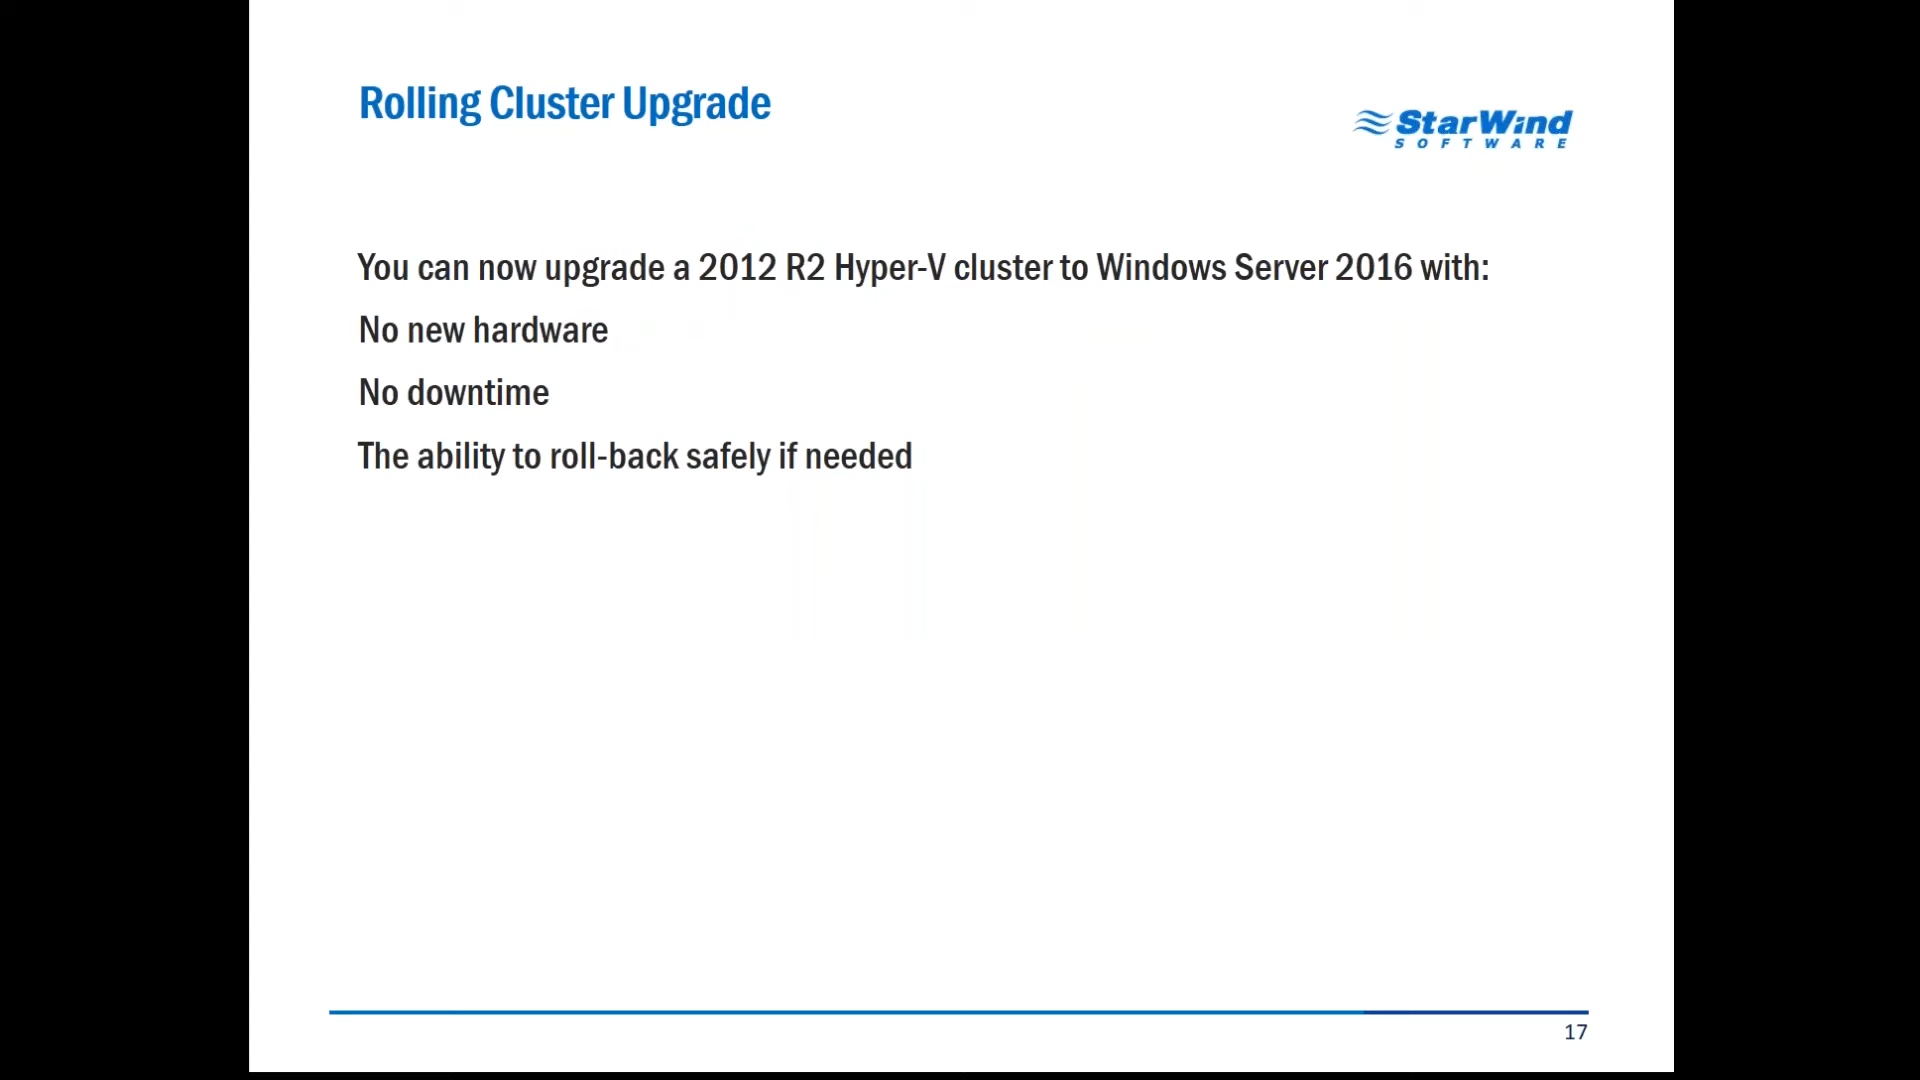 Rolling Cluster Upgrade
StarWind
SOFTWARE
You can now upgrade a 2012 R2 Hyper-V cluster to Windows Server 2016 with:
No new hardware
No downtime
The ability to roll-back safely if needed
17